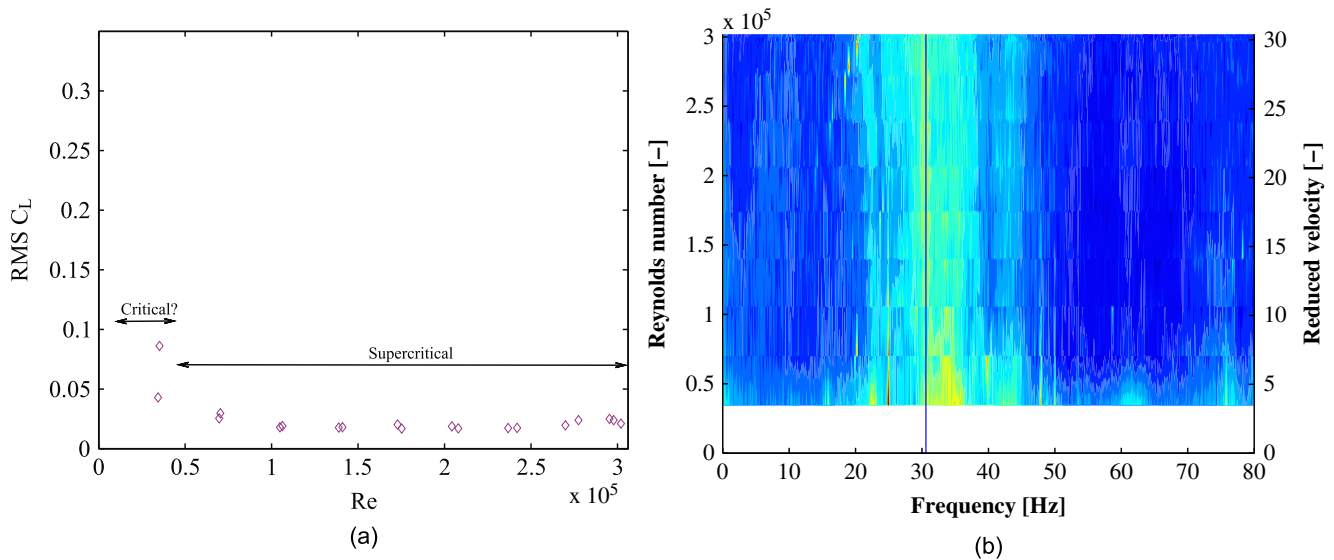 0.3
0.25
0.2
0.15
0.1
0.05
0
RMS C_L
Critical?
Supercritical
0 0.5 1 1.5 2 2.5 3
x 10^5
Re
(a)
x 10^5
3
2.5
2
1.5
1
0.5
0
Reynolds number [–]
30
25
20
15
10
5
0
Reduced velocity [–]
0 10 20 30 40 50 60 70 80
Frequency [Hz]
(b)